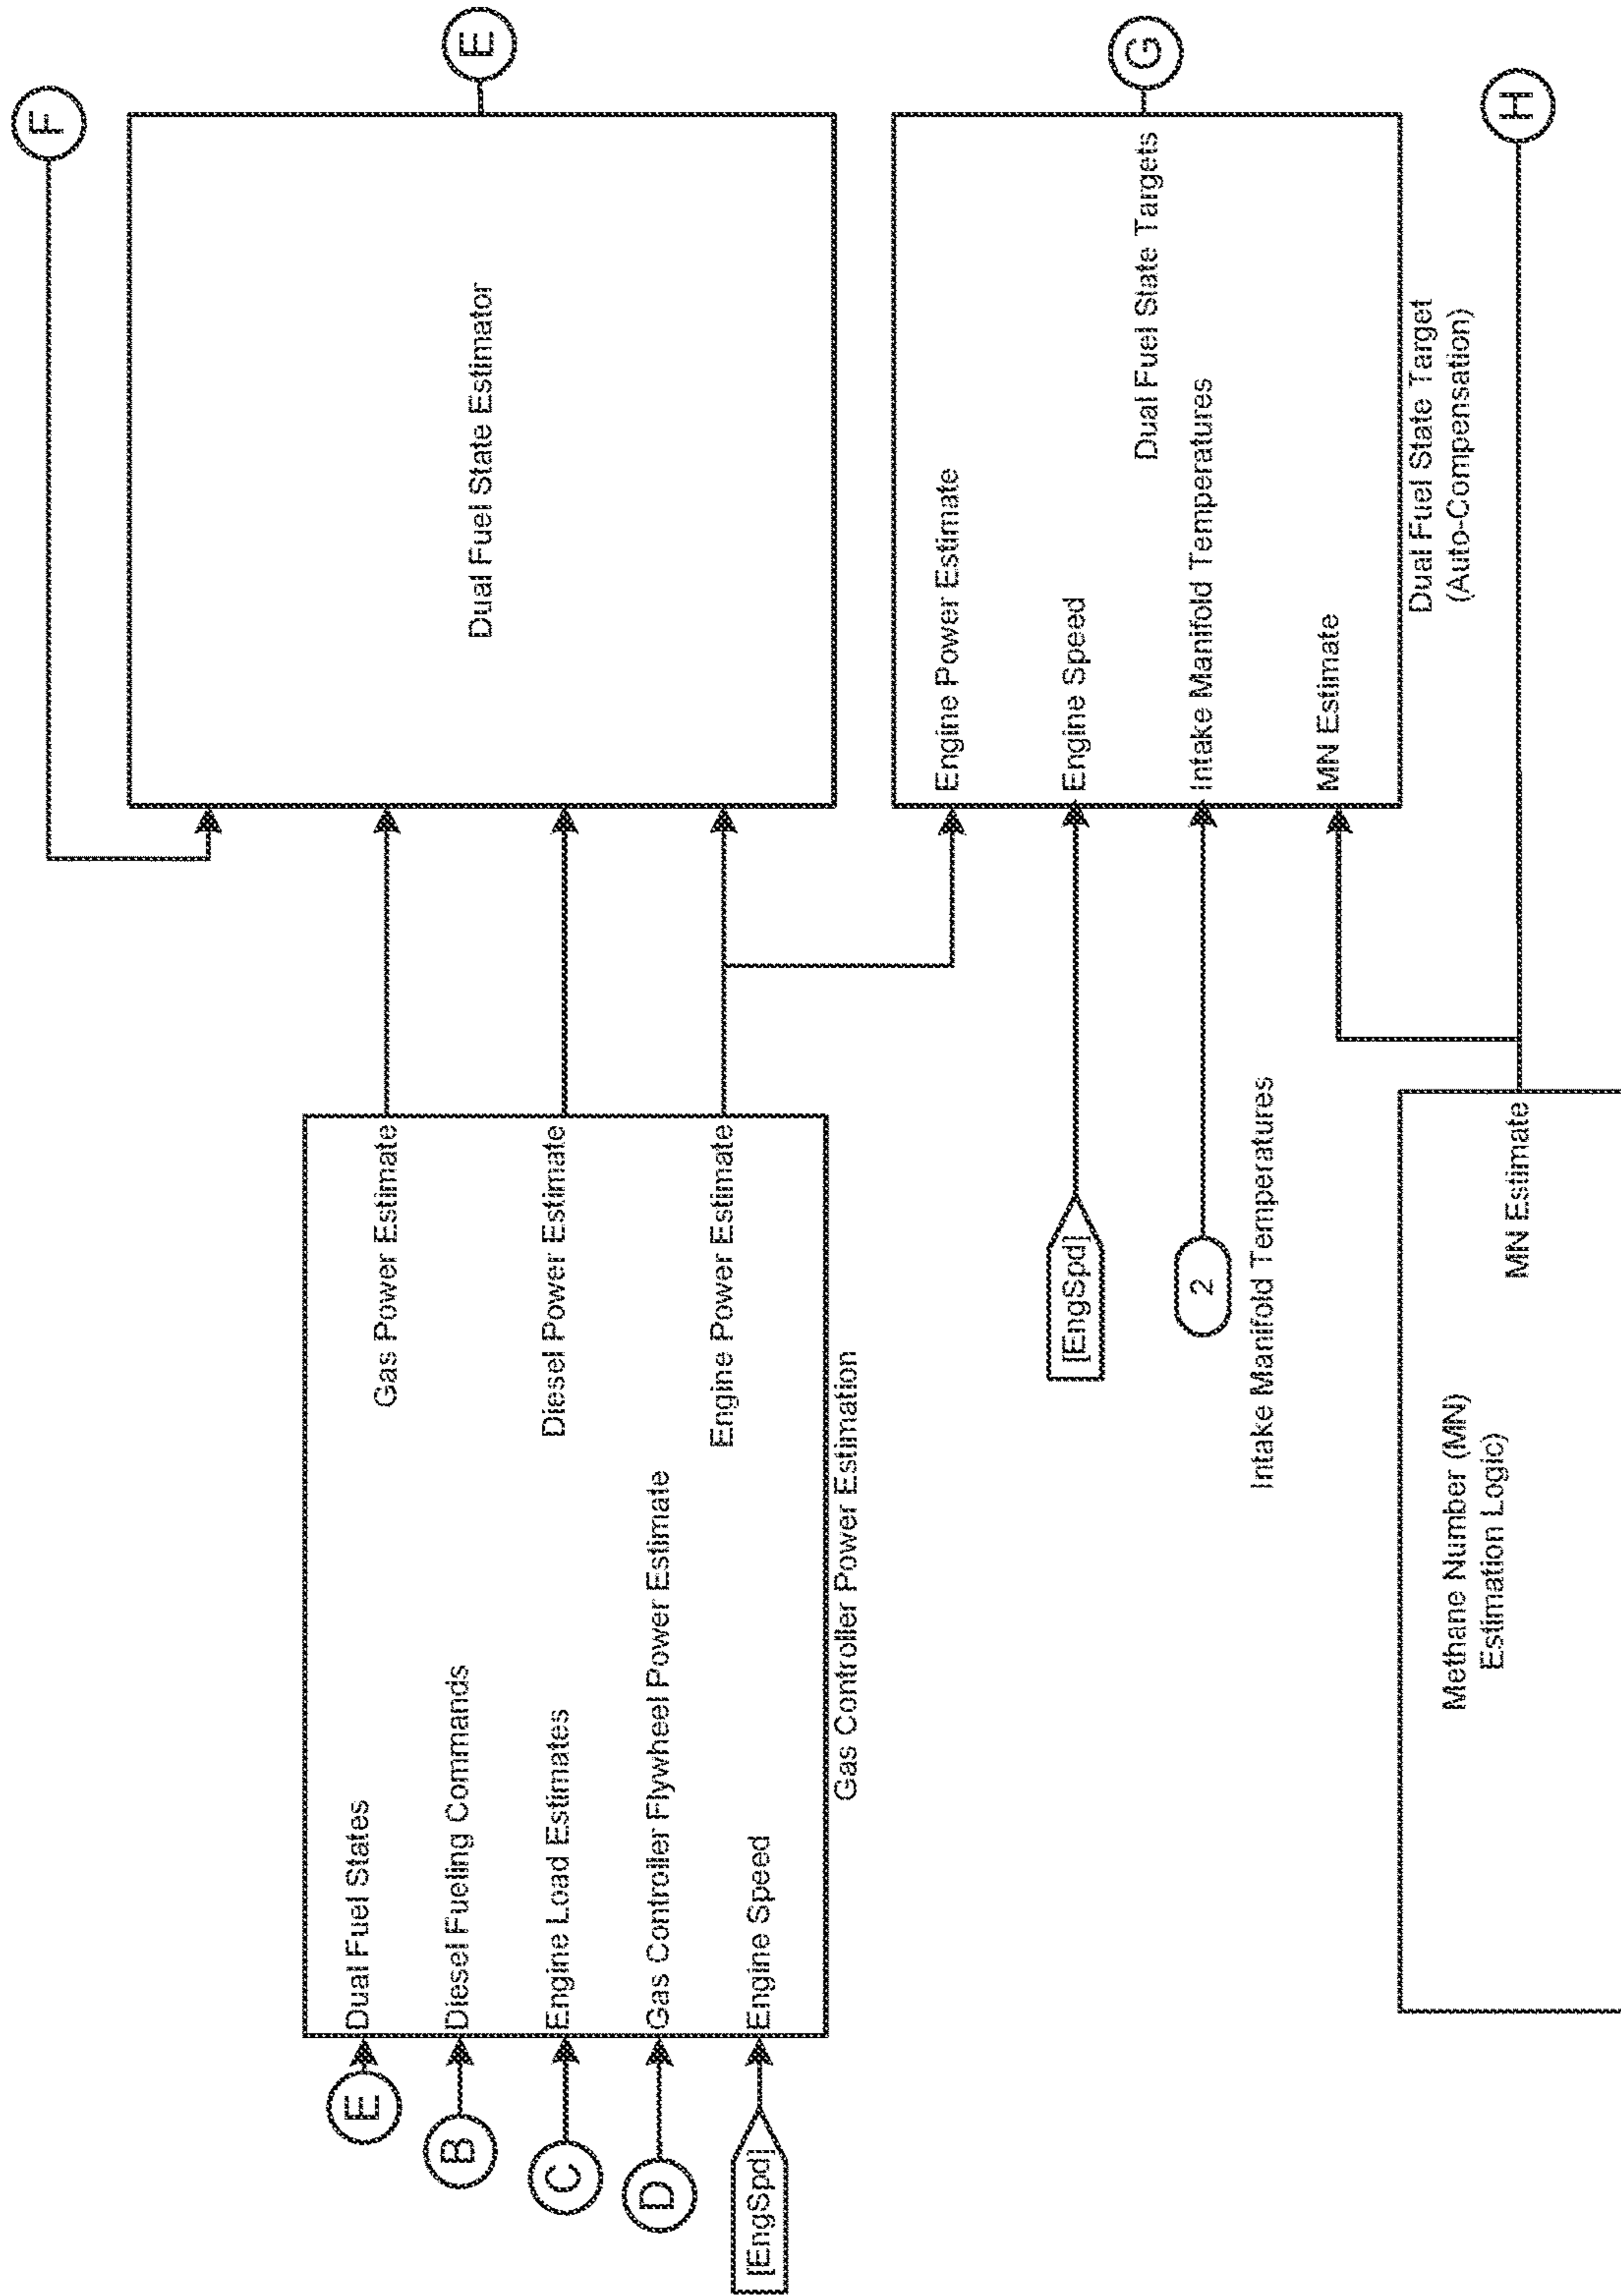 F
E
Dual Fuel State Estimator
E
Dual Fuel States
B
Diesel Fueling Commands
C
Engine Load Estimates
D
Gas Controller Flywheel Power Estimate
[EngSpd]
Engine Speed
Gas Power Estimate
Diesel Power Estimate
Engine Power Estimate
Gas Controller Power Estimation
Engine Power Estimate
[EngSpd]
Engine Speed
Dual Fuel State Targets
G
2
Intake Manifold Temperatures
Intake Manifold Temperatures
MN Estimate
Dual Fuel State Target
(Auto-Compensation)
Methane Number (MN)
Estimation Logic)
MN Estimate
H